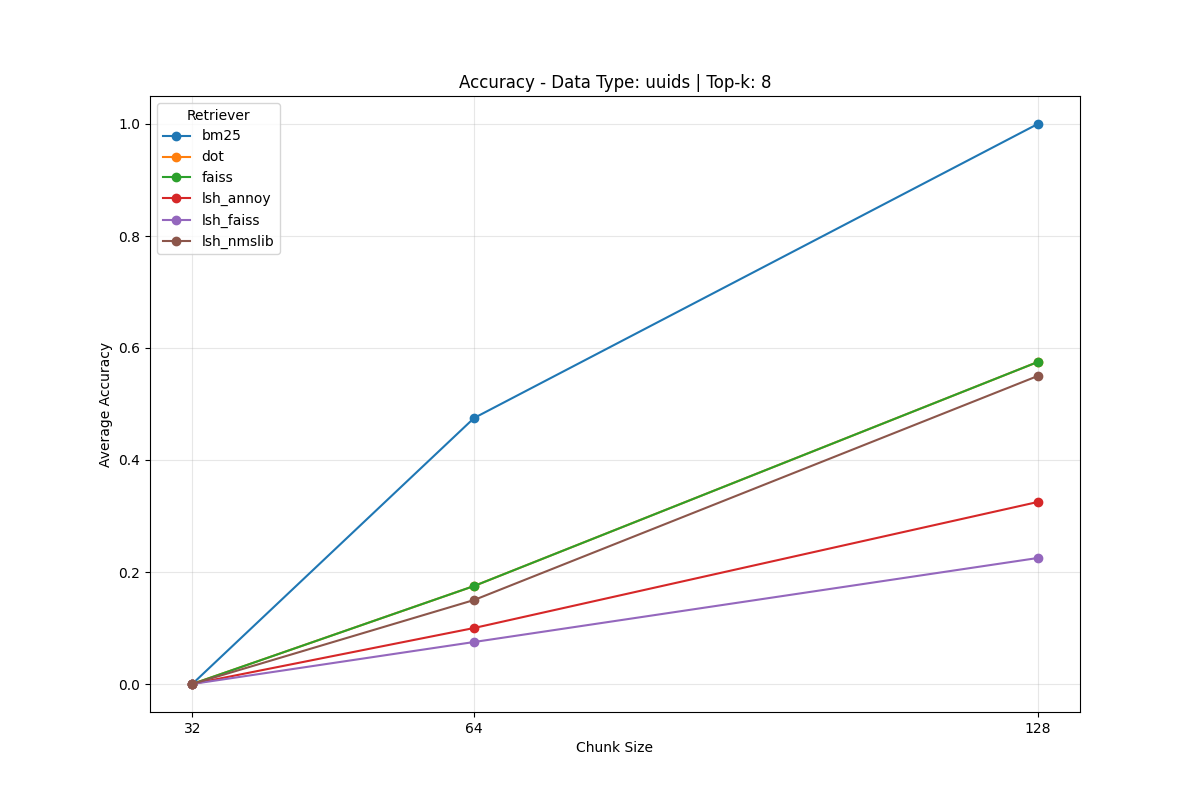 Accuracy - Data Type: uuids | Top-k: 8
Retriever
bm25
dot
faiss
lsh_annoy
lsh_faiss
lsh_nmslib
1.0
0.8
0.6
0.4
0.2
0.0
Average Accuracy
32
64
128
Chunk Size